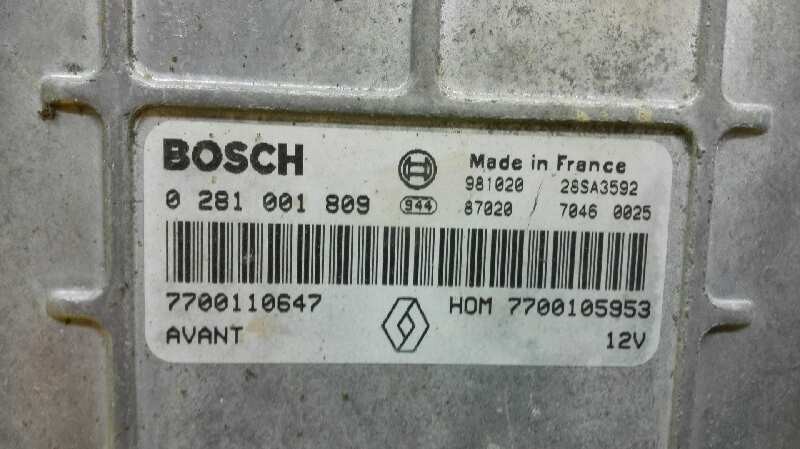 BOSCH Made in France
981020 28SA3592
0 281 001 809 944 87020 / 7046 0025
7700110647 HOM 7700105953
AVANT 12V